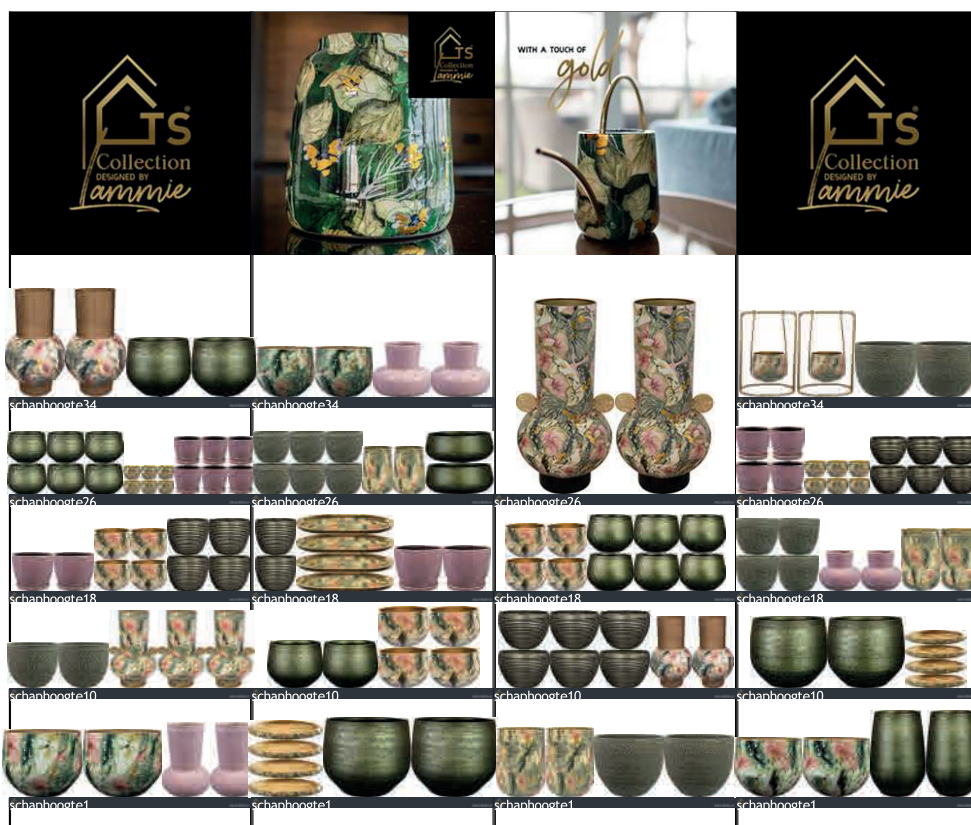 TS®
Collection
DESIGNED BY
Lammie
TS
Collection
DESIGNED BY
Lammie
WITH A TOUCH OF
gold
TS®
Collection
DESIGNED BY
Lammie
schaphoogte34
schaphoogte34
schaphoogte34
schaphoogte26
schaphoogte26
schaphoogte26
schaphoogte26
schaphoogte18
schaphoogte18
schaphoogte18
schaphoogte18
schaphoogte10
schaphoogte10
schaphoogte10
schaphoogte10
schaphoogte1
schaphoogte1
schaphoogte1
schaphoogte1